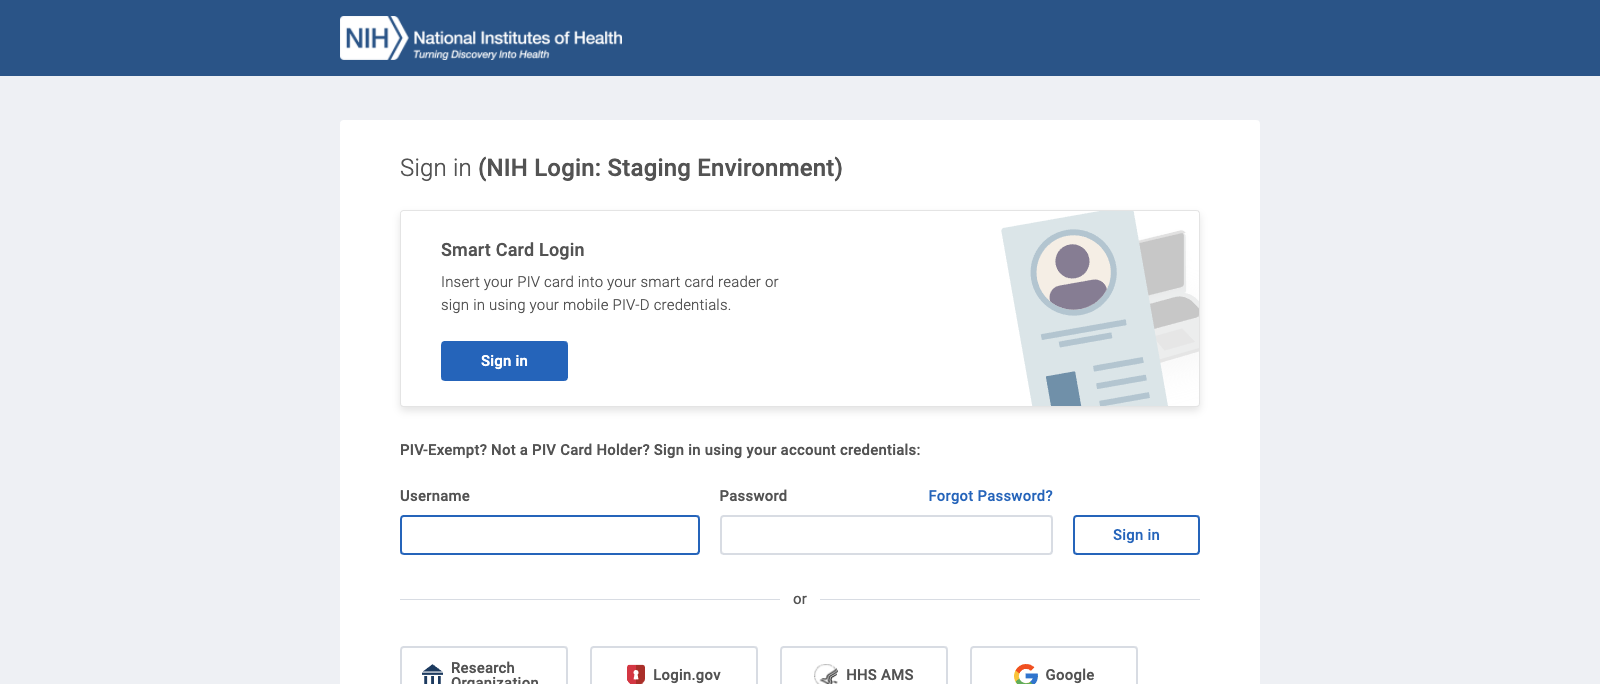 NIH National Institutes of Health
Turning Discovery Into Health
Sign in (NIH Login: Staging Environment)
Smart Card Login
Insert your PIV card into your smart card reader or
sign in using your mobile PIV-D credentials.
Sign in
PIV-Exempt? Not a PIV Card Holder? Sign in using your account credentials:
Username Password Forgot Password?
Sign in
or
Research
Organization
Login.gov
HHS AMS
Google